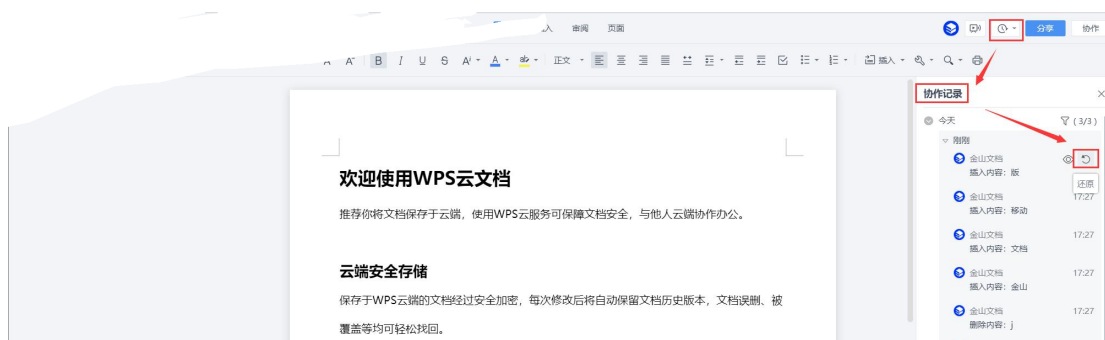 审阅 页面
分享 协作
B I U S A 正文 插入
协作记录
今天 (3/3)
刚刚
金山文档
插入内容：版
还原
金山文档 17:27
插入内容：移动
金山文档 17:27
插入内容：文档
金山文档 17:27
插入内容：金山
金山文档 17:27
删除内容：j
欢迎使用WPS云文档
推荐你将文档保存于云端，使用WPS云服务可保障文档安全，与他人云端协作办公。
云端安全存储
保存于WPS云端的文档经过安全加密，每次修改后将自动保留文档历史版本，文档误删、被
覆盖等均可轻松找回。